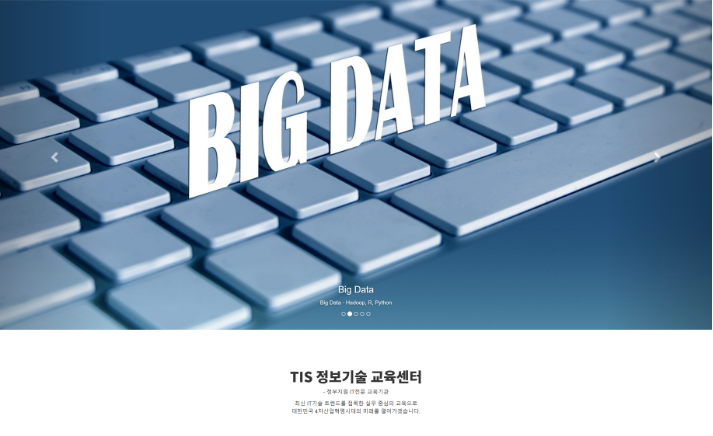 BIG DATA
Big Data
Big Data - Hadoop, R, Python
TIS 정보기술 교육센터
- 정부지원 IT전문 교육기관
최신 IT기술 트렌드를 접목한 실무 중심의 교육으로
대한민국 4차산업혁명시대의 미래를 열어가겠습니다.